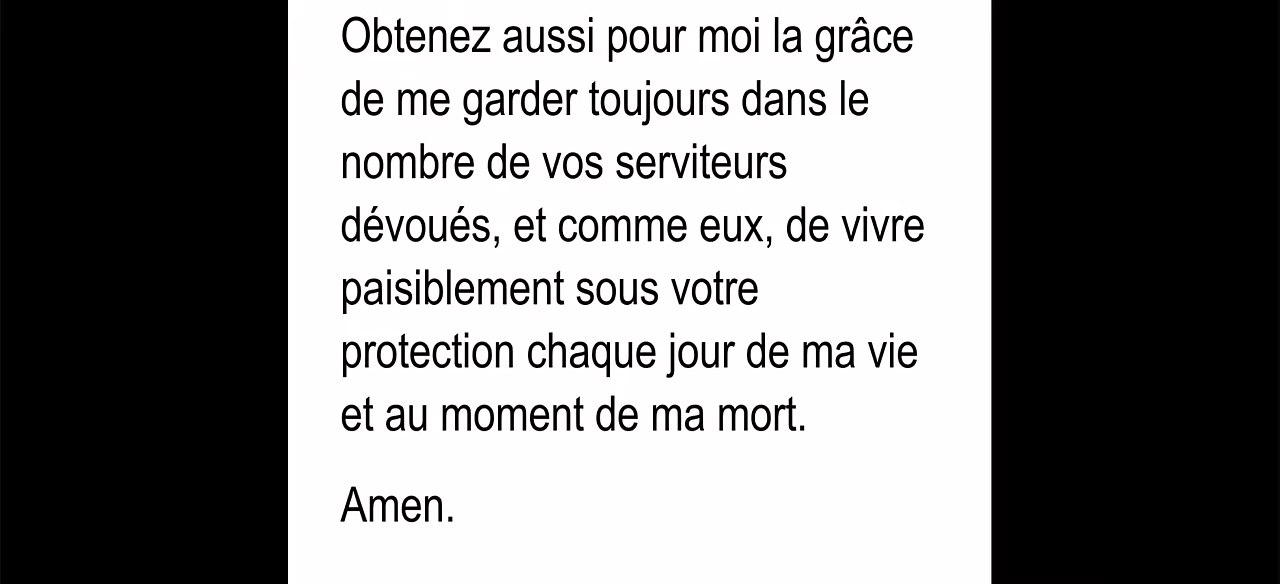 Obtenez aussi pour moi la grâce
de me garder toujours dans le
nombre de vos serviteurs
dévoués, et comme eux, de vivre
paisiblement sous votre
protection chaque jour de ma vie
et au moment de ma mort.
Amen.